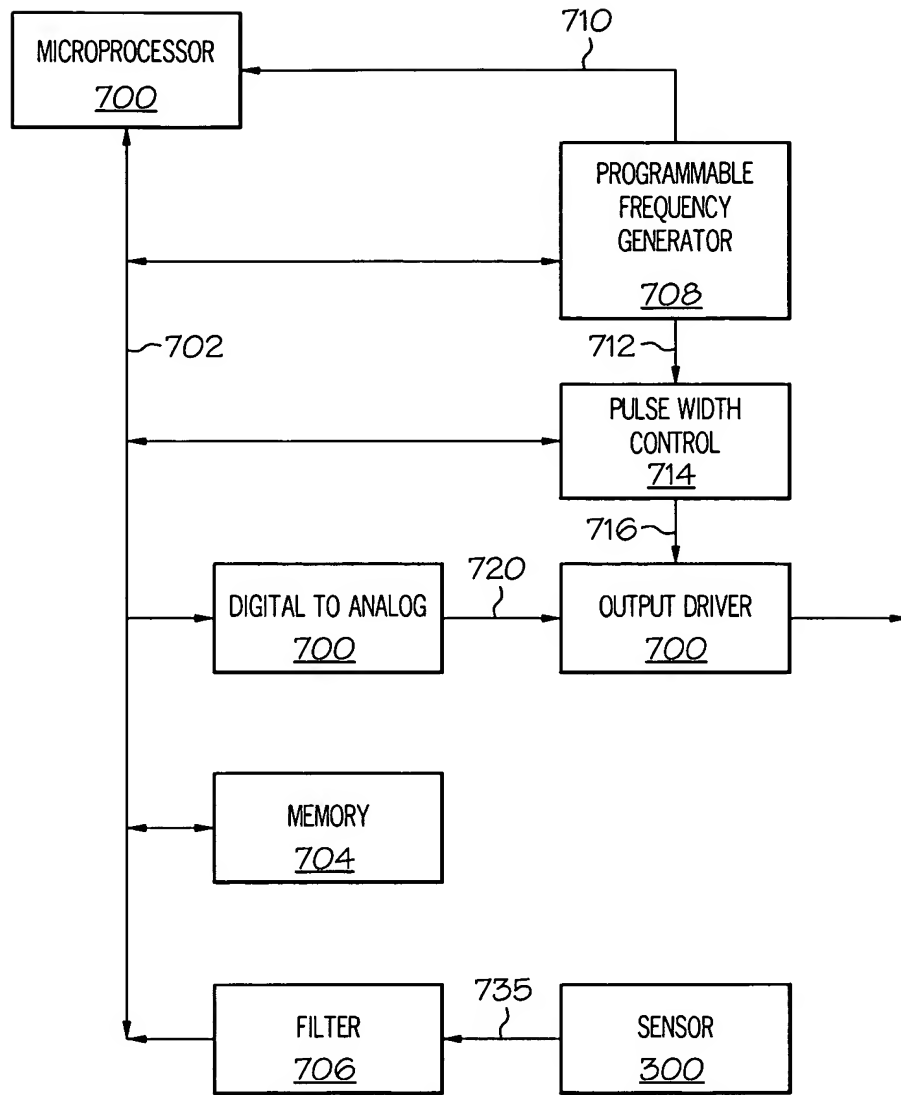 710
MICROPROCESSOR
700
PROGRAMMABLE
FREQUENCY
GENERATOR
708
702
712
PULSE WIDTH
CONTROL
714
716
720
DIGITAL TO ANALOG
700
OUTPUT DRIVER
700
MEMORY
704
735
FILTER
706
SENSOR
300